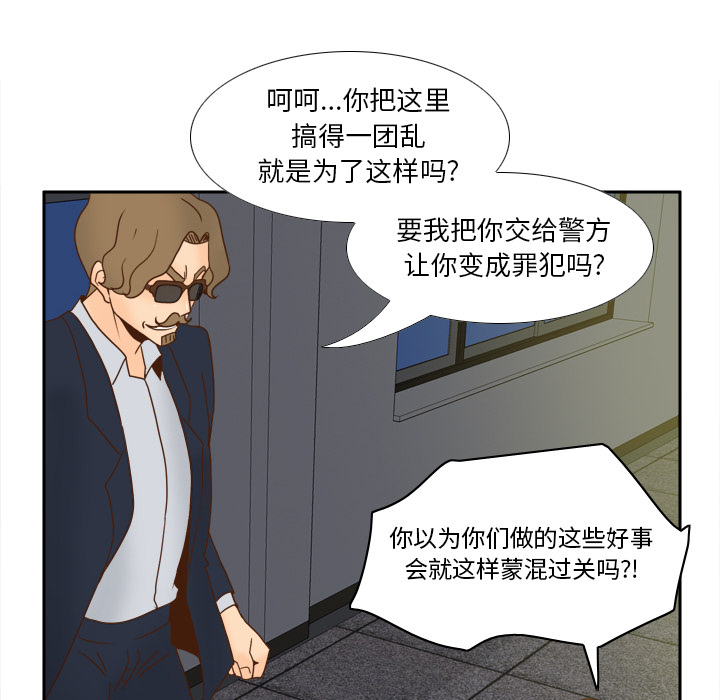 呵呵...你把这里
搞得一团乱
就是为了这样吗?
要我把你交给警方
让你变成罪犯吗?
你以为你们做的这些好事
会就这样蒙混过关吗?!